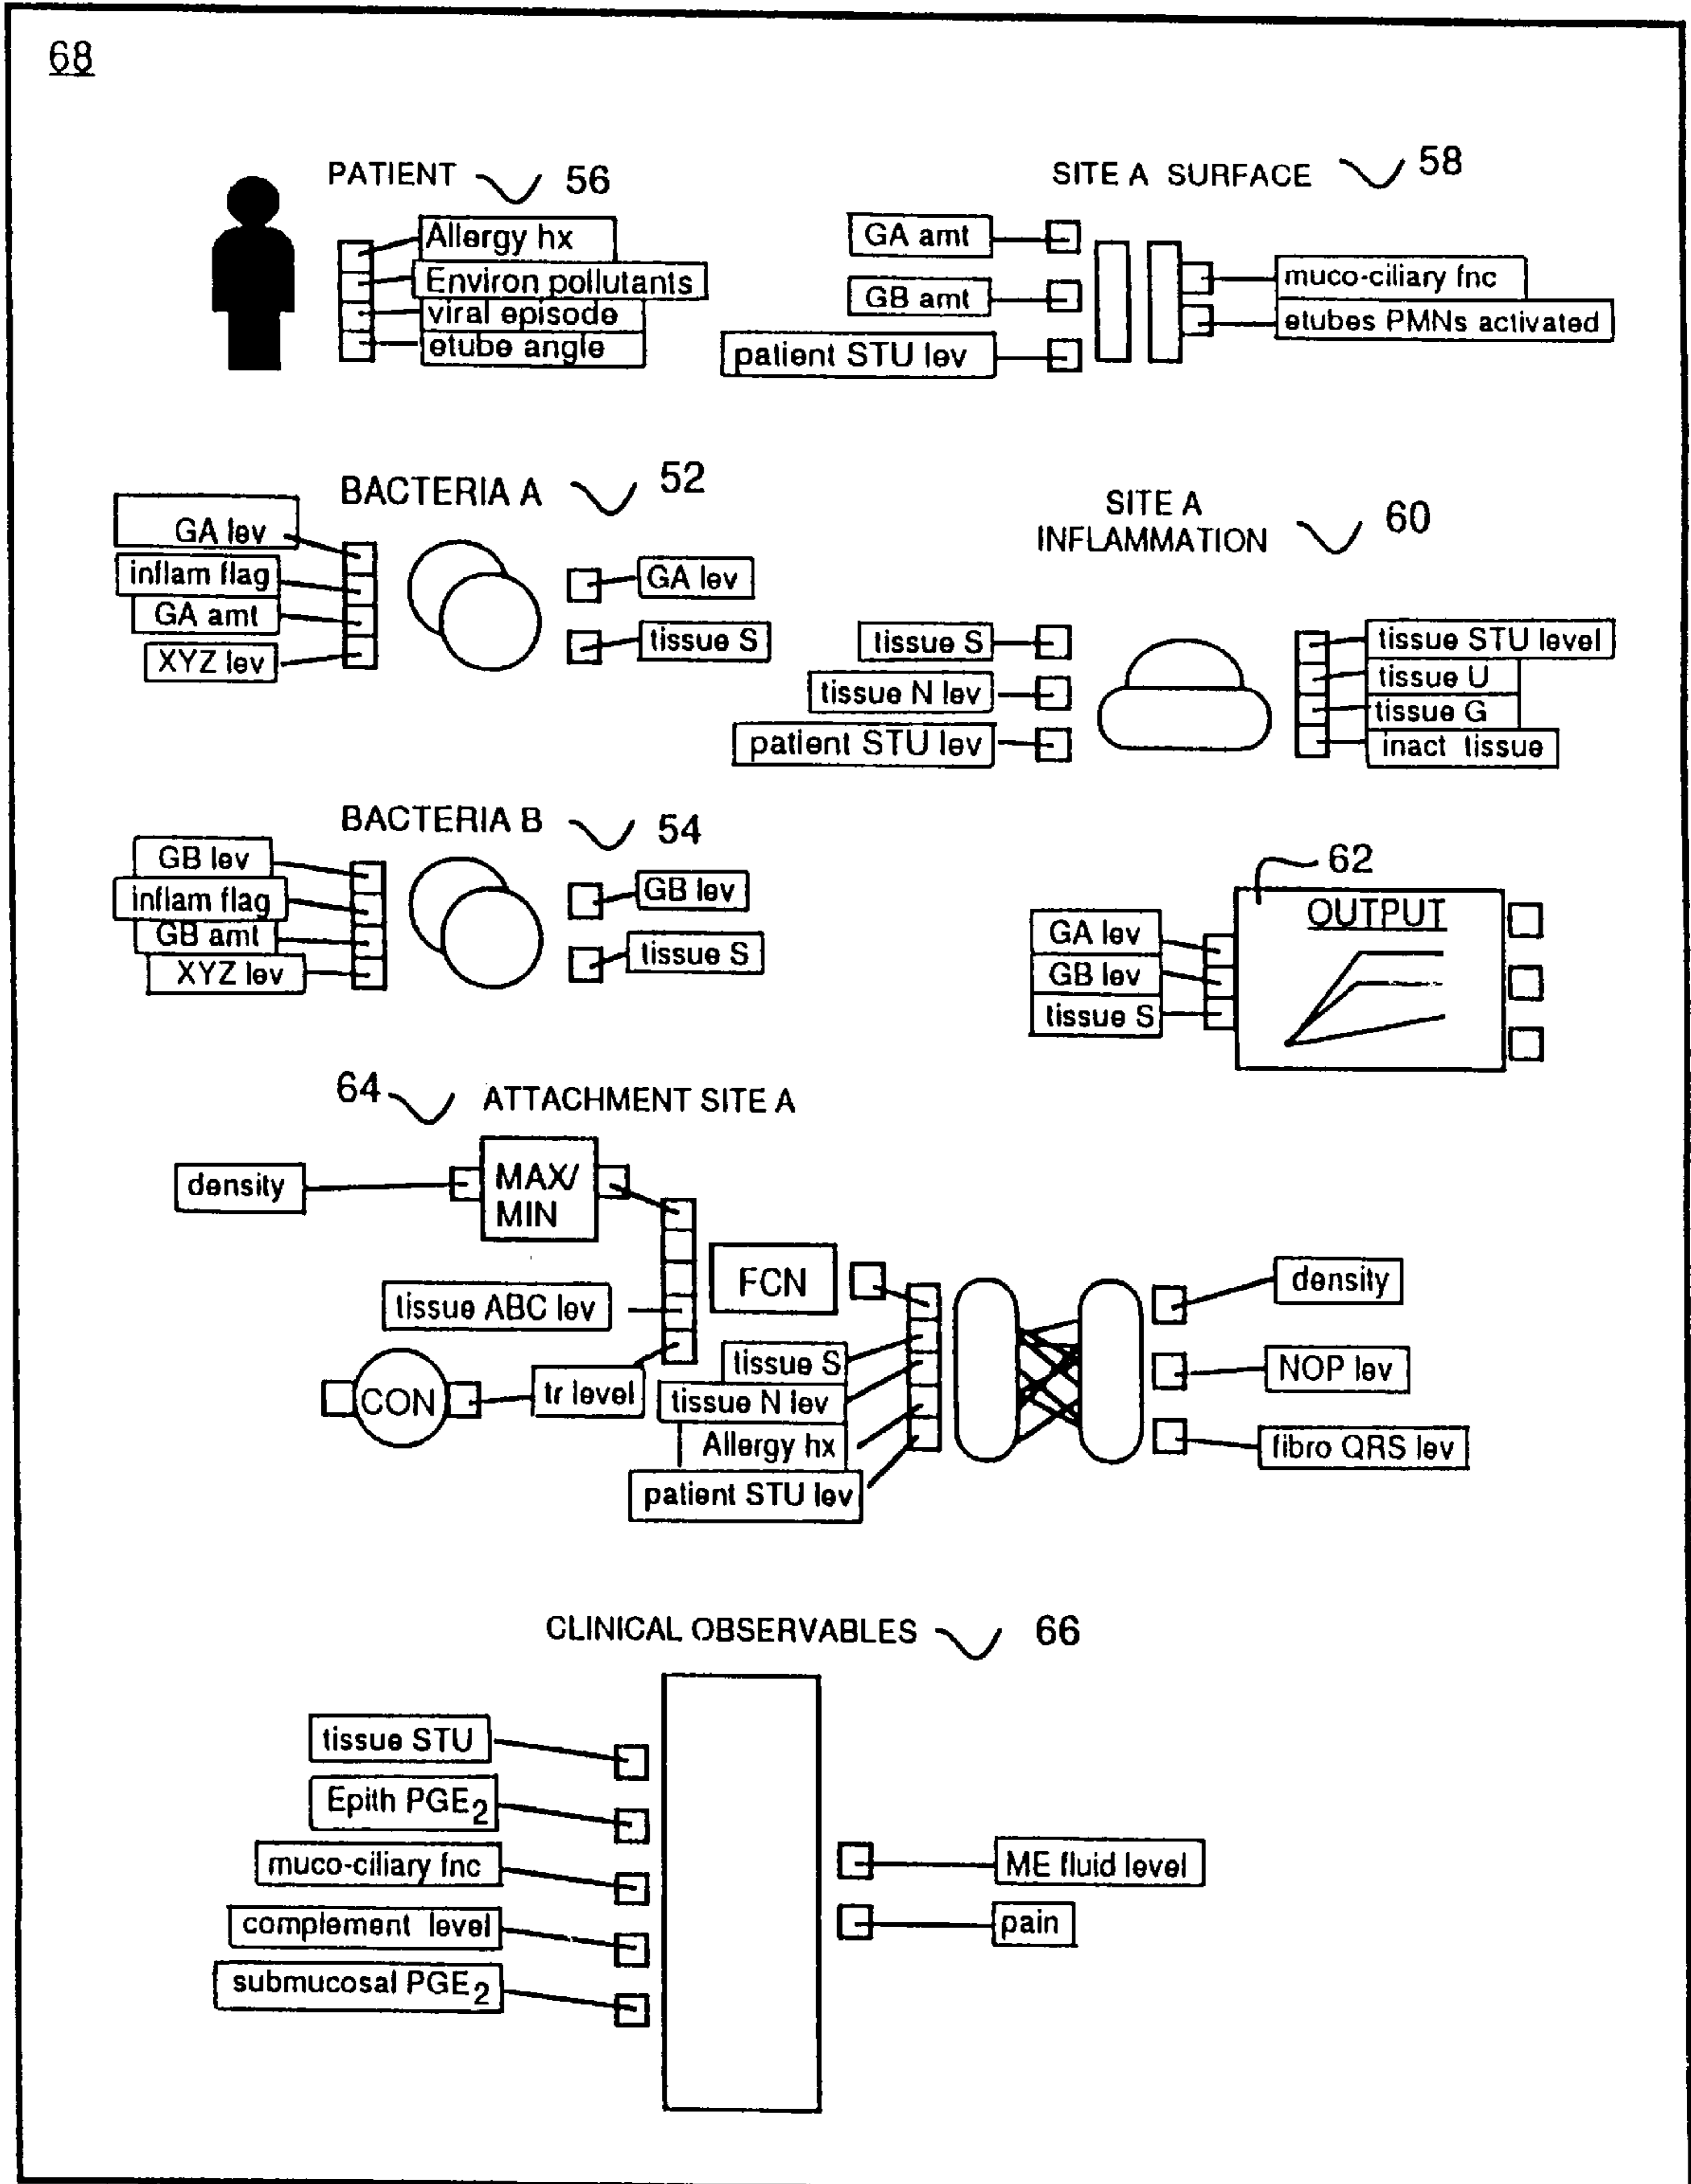 68
PATIENT 56
Allergy hx
Environ pollutants
viral episode
etube angle
SITE A SURFACE 58
GA amt
GB amt
patient STU lev
muco-ciliary fnc
etubes PMNs activated
BACTERIA A 52
GA lev
inflam flag
GA amt
XYZ lev
GA lev
tissue S
SITE A
INFLAMMATION 60
tissue S
tissue N lev
patient STU lev
tissue STU level
tissue U
tissue G
inact tissue
BACTERIA B 54
GB lev
inflam flag
GB amt
XYZ lev
GB lev
tissue S
62
OUTPUT
GA lev
GB lev
tissue S
64 ATTACHMENT SITE A
density
MAX/
MIN
tissue ABC lev
CON
tr level
FCN
tissue S
tissue N lev
Allergy hx
patient STU lev
density
NOP lev
fibro QRS lev
CLINICAL OBSERVABLES 66
tissue STU
Epith PGE2
muco-ciliary fnc
complement level
submucosal PGE2
ME fluid level
pain